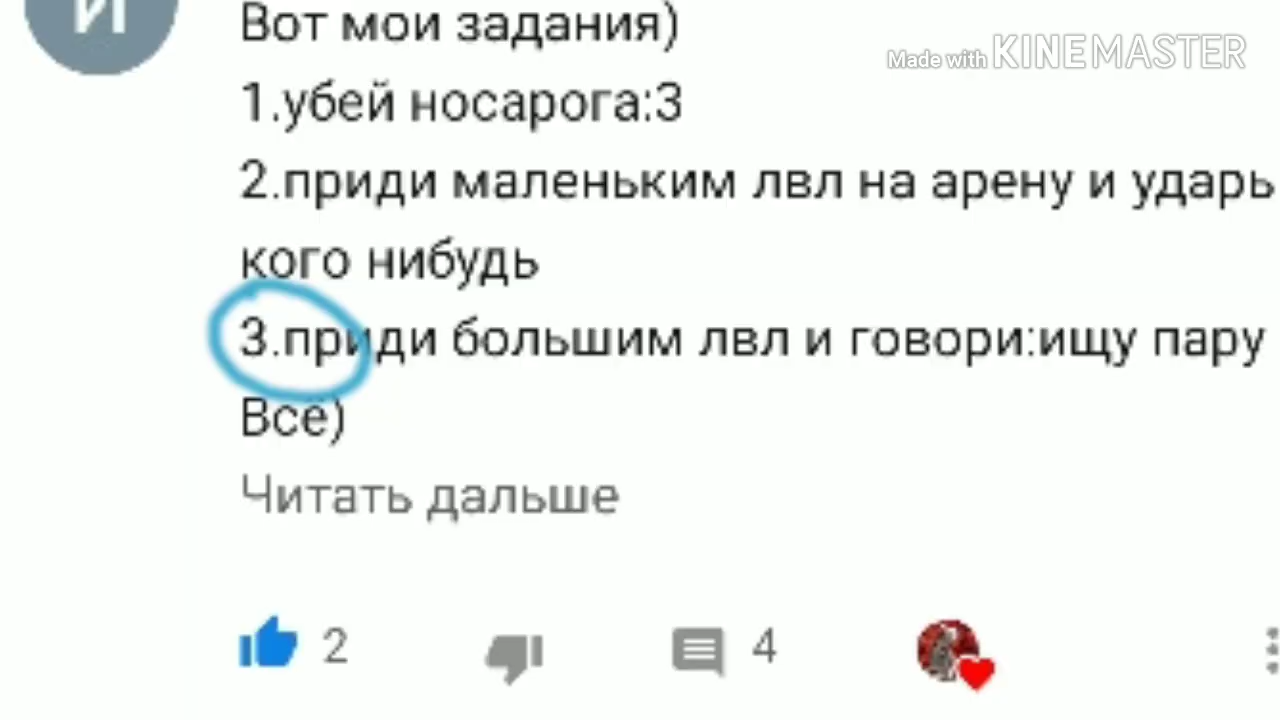 И
Вот мои задания)
Made with KINEMASTER
1.убей носарога:3
2.приди маленьким лвл на арену и ударь
кого нибудь
3.приди большим лвл и говори:ищу пару
Всё)
Читать дальше
2
4